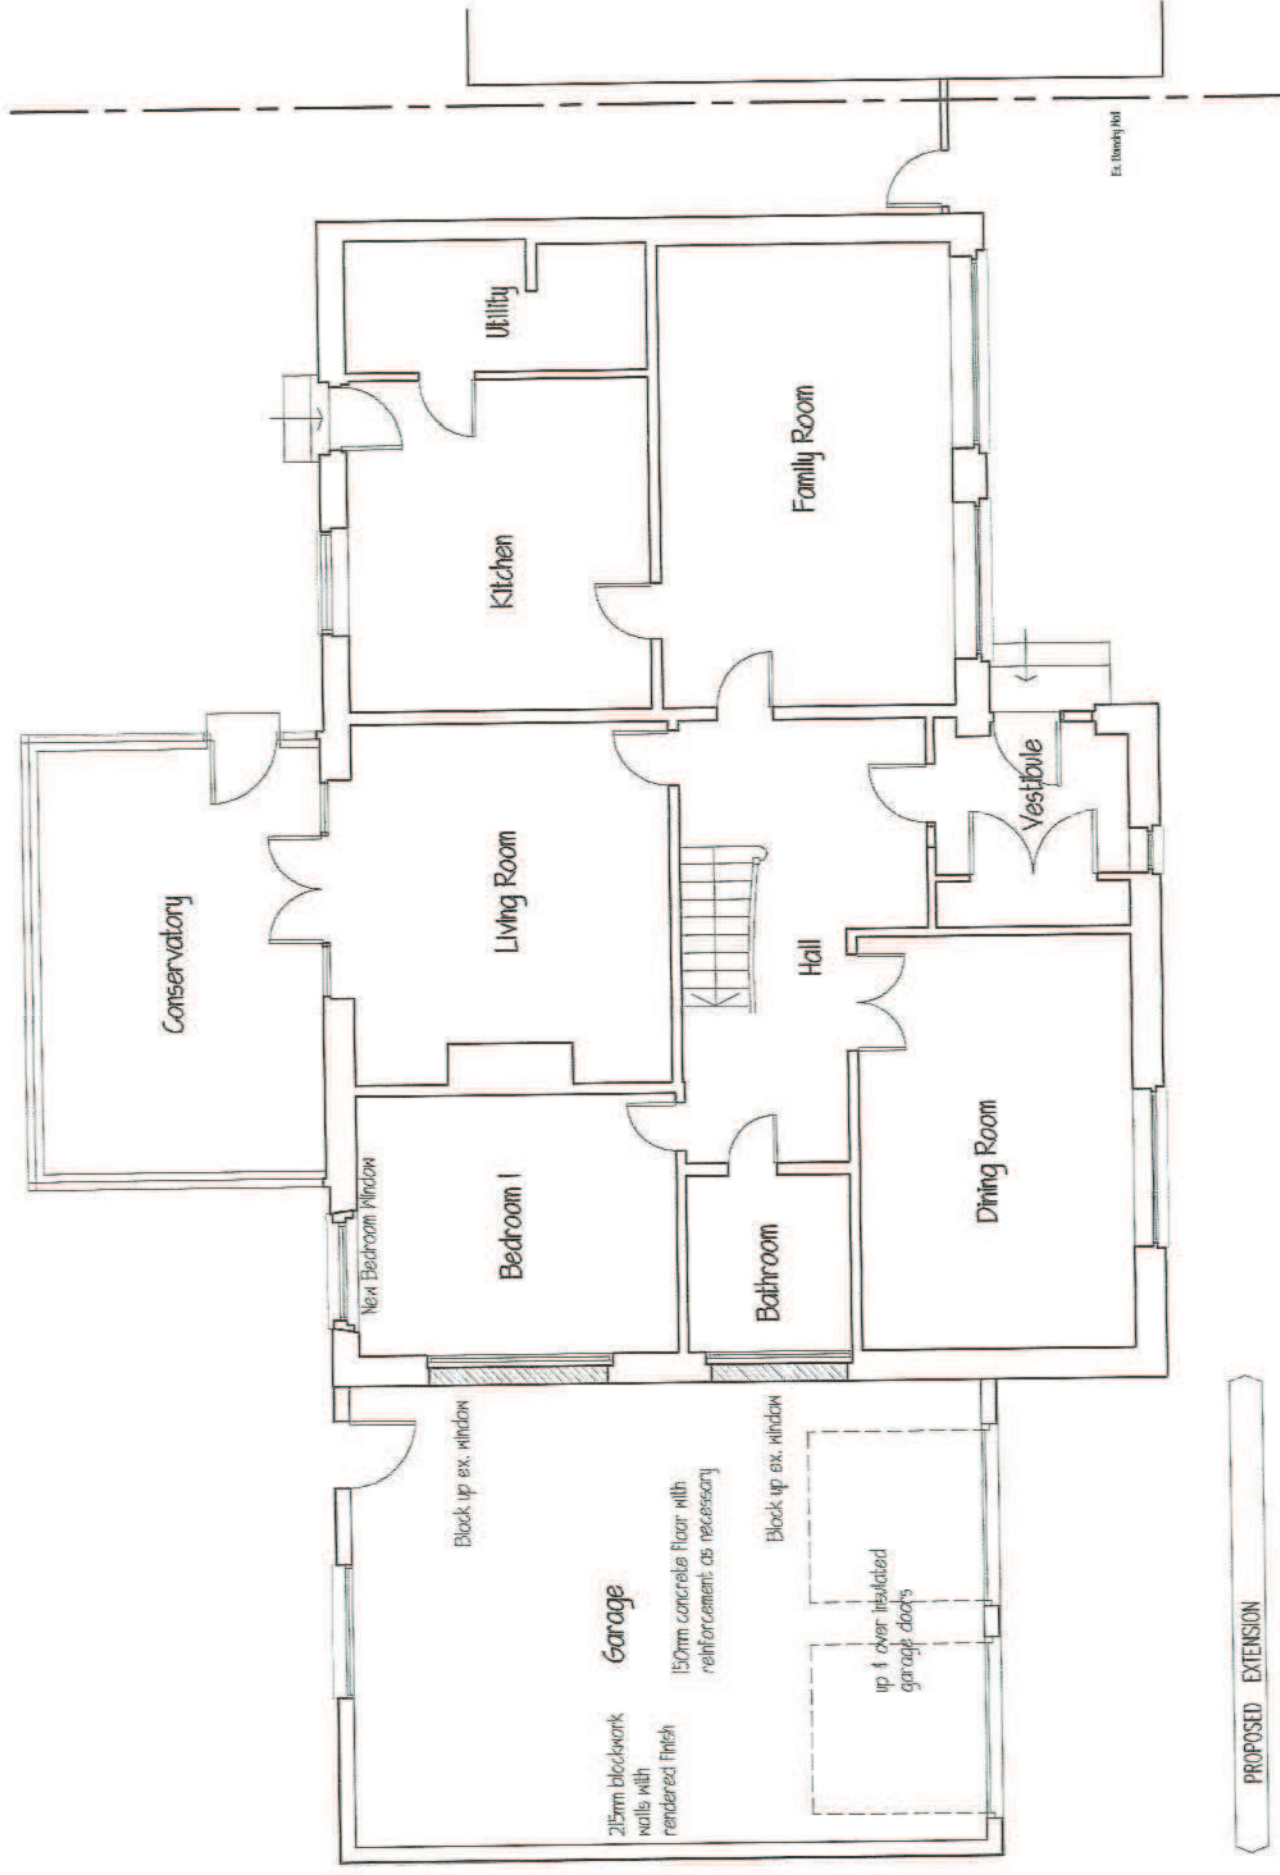 Conservatory
New Bedroom Window
Bedroom 1
Living Room
Kitchen
Utility
Family Room
Hall
Vestibule
Bathroom
Dining Room
Block up ex. window
Block up ex. window
Garage
215mm blockwork
walls with
rendered finish
150mm concrete floor with
reinforcement as necessary
up & over insulated
garage doors
Ex.
PROPOSED EXTENSION